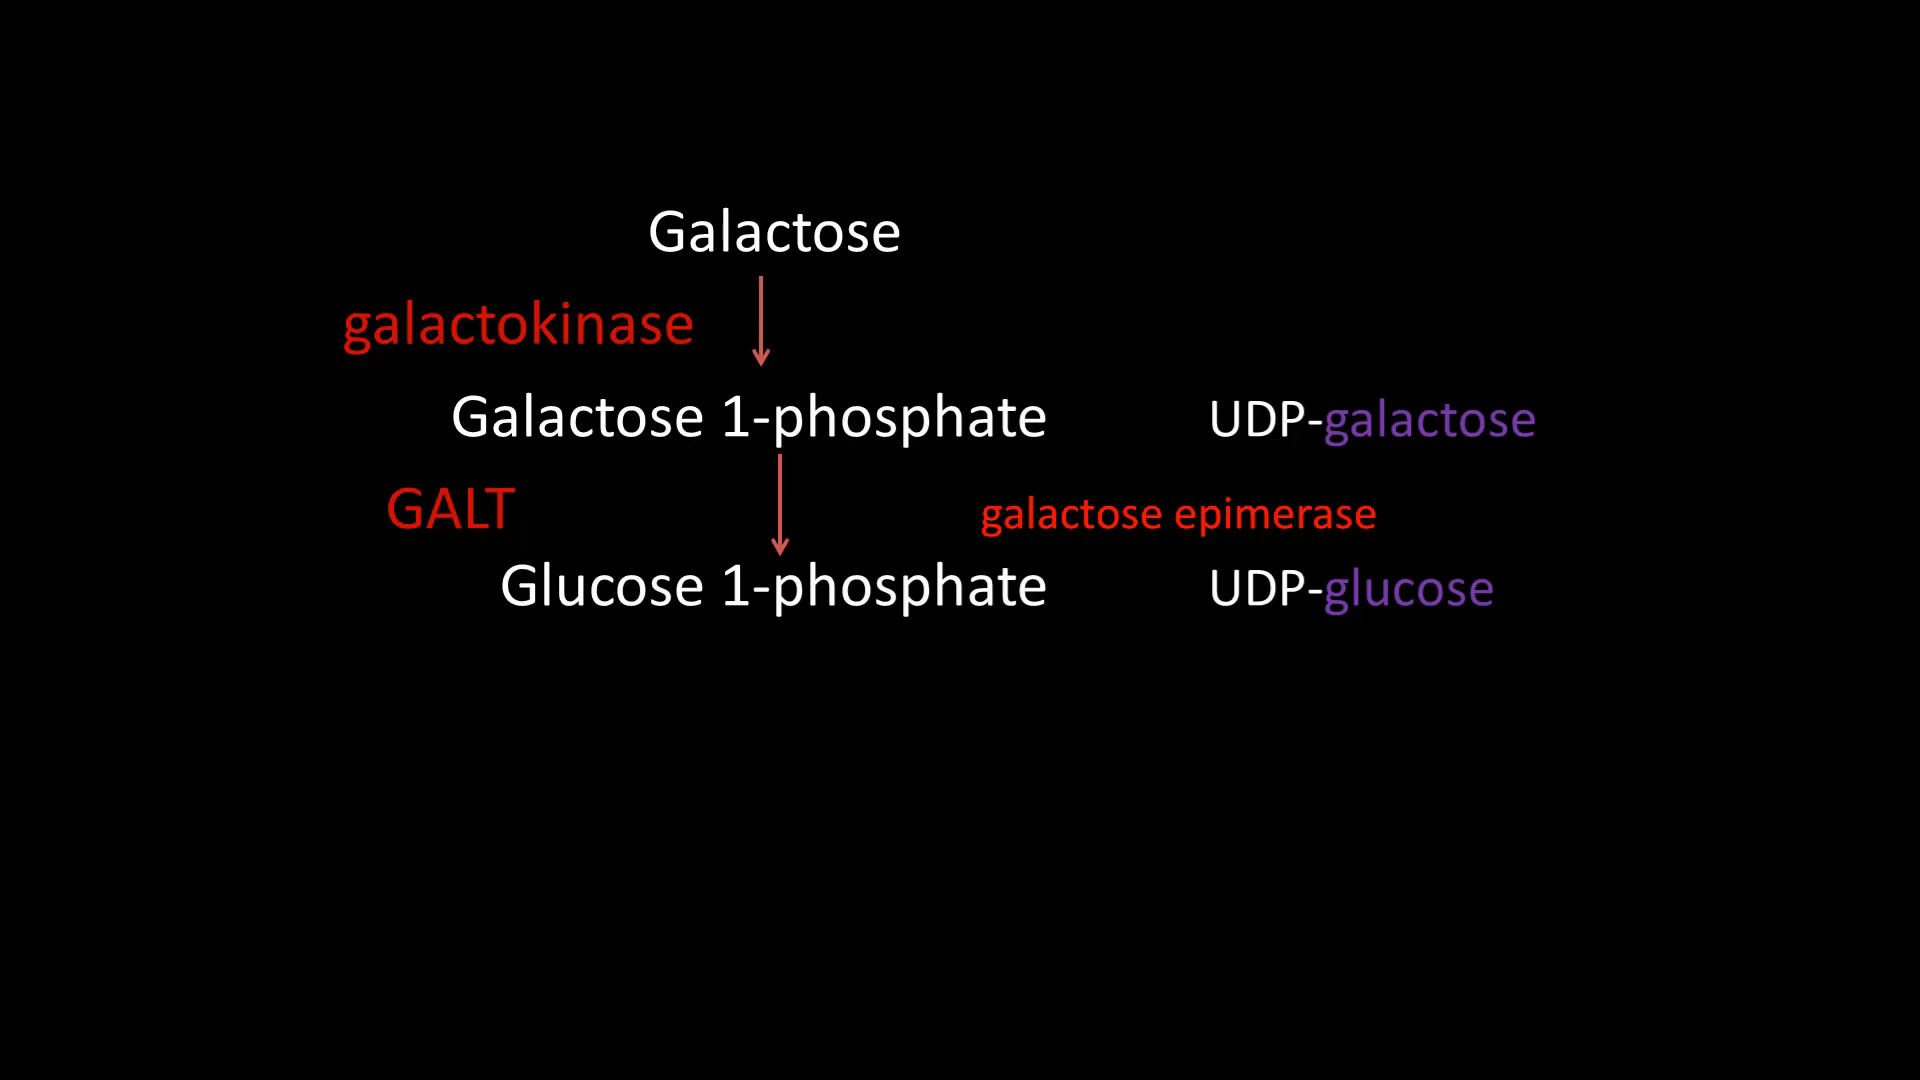 Galactose
galactokinase
Galactose 1-phosphate UDP-galactose
GALT galactose epimerase
Glucose 1-phosphate UDP-glucose